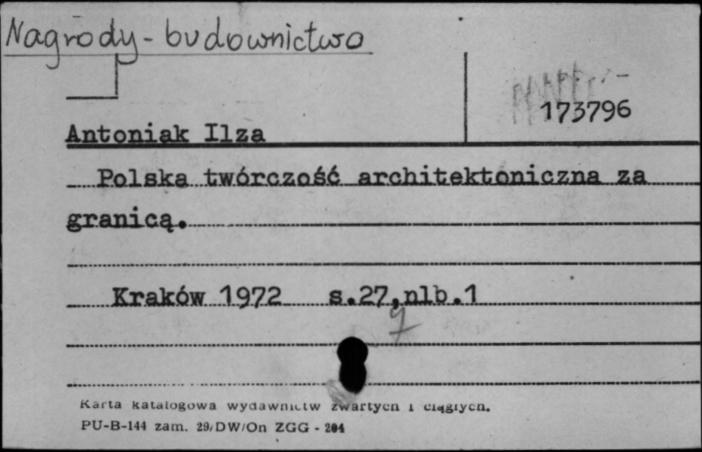 Nagrody - budownictwo
173796
Antoniak Ilza
Polska twórczość architektoniczna za
granicą.
Kraków 1972 s.27,nlb.1
Karta katalogowa wydawnictw zwartych i ciągłych.
PU-B-144 zam. 29/DW/On ZGG - 204